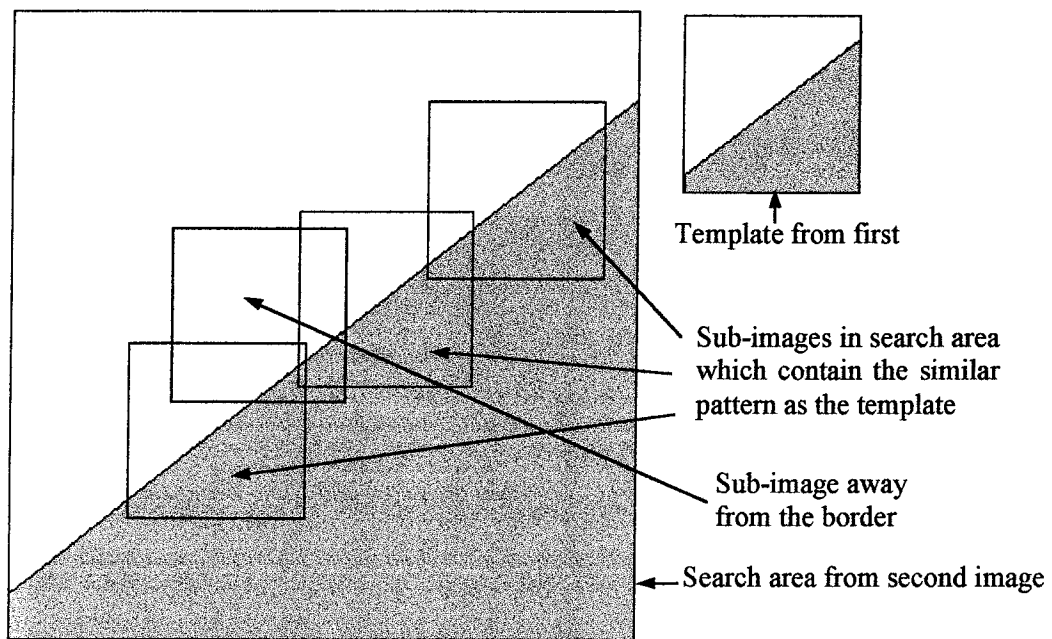 Template from first
Sub-images in search area
which contain the similar
pattern as the template
Sub-image away
from the border
Search area from second image